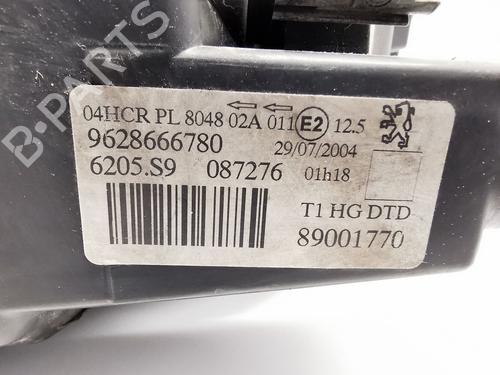 B-PARTS
04HCR PL 8048 02A 011 E2 12.5
9628666780 29/07/2004
6205.S9 087276 01h18
T1 HG DTD
89001770